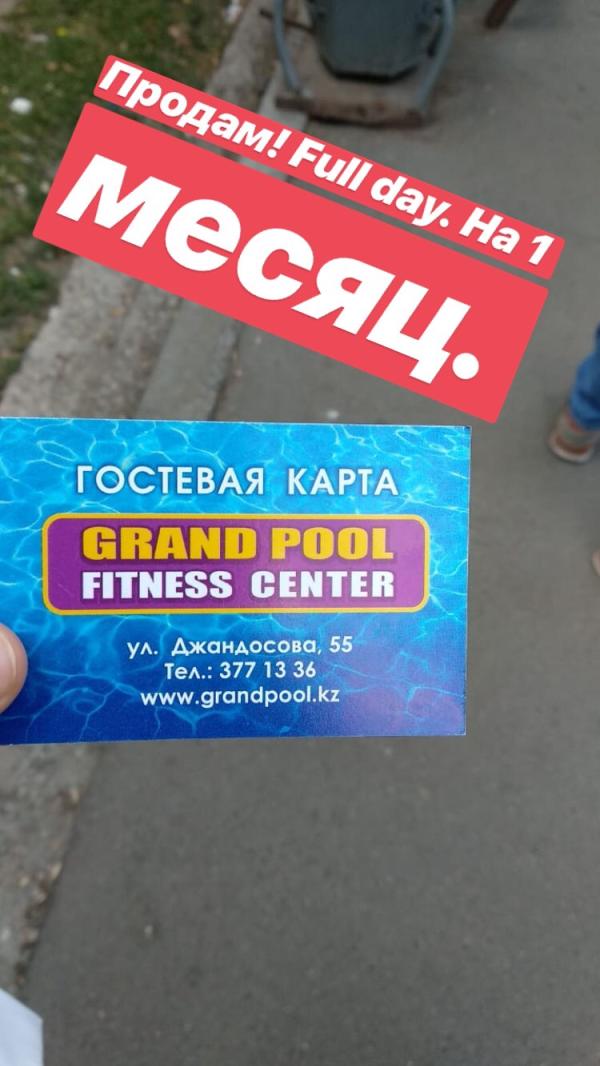 Продам! Full day. На 1
месяц.
ГОСТЕВАЯ КАРТА
GRAND POOL
FITNESS CENTER
ул. Джандосова, 55
Тел.: 377 13 36
www.grandpool.kz